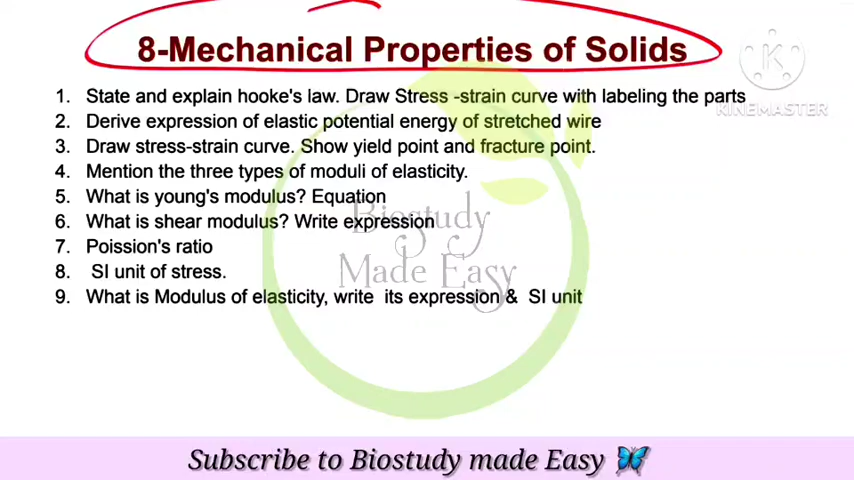 8-Mechanical Properties of Solids
KINEMASTER
1. State and explain hooke's law. Draw Stress -strain curve with labeling the parts
2. Derive expression of elastic potential energy of stretched wire
3. Draw stress-strain curve. Show yield point and fracture point.
4. Mention the three types of moduli of elasticity.
5. What is young's modulus? Equation
6. What is shear modulus? Write expression
7. Poission's ratio
8. SI unit of stress.
9. What is Modulus of elasticity, write its expression & SI unit
Biostudy
Made Easy
Subscribe to Biostudy made Easy